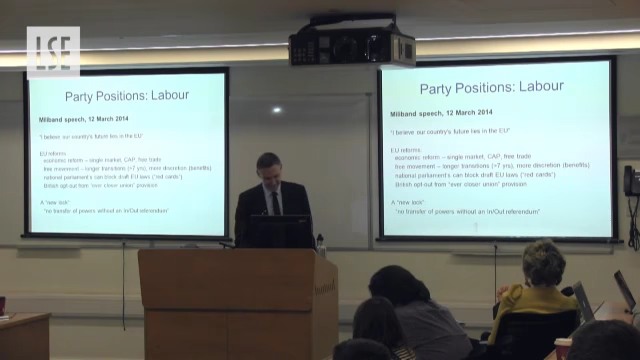 LSE
Party Positions: Labour
Miliband speech, 12 March 2014
"I believe our country's future lies in the EU"
EU reforms:
economic reform – single market, CAP, free trade
free movement – longer transitions (>7 yrs), more discretion (benefits)
national parliament's can block draft EU laws ("red cards")
British opt-out from "ever closer union" provision
A "new lock"
"no transfer of powers without an In/Out referendum"
Party Positions: Labour
Miliband speech, 12 March 2014
"I believe our country's future lies in the EU"
EU reforms:
economic reform – single market, CAP, free trade
free movement – longer transitions (>7 yrs), more discretion (benefits)
national parliament's can block draft EU laws ("red cards")
British opt-out from "ever closer union" provision
A "new lock"
"no transfer of powers without an In/Out referendum"